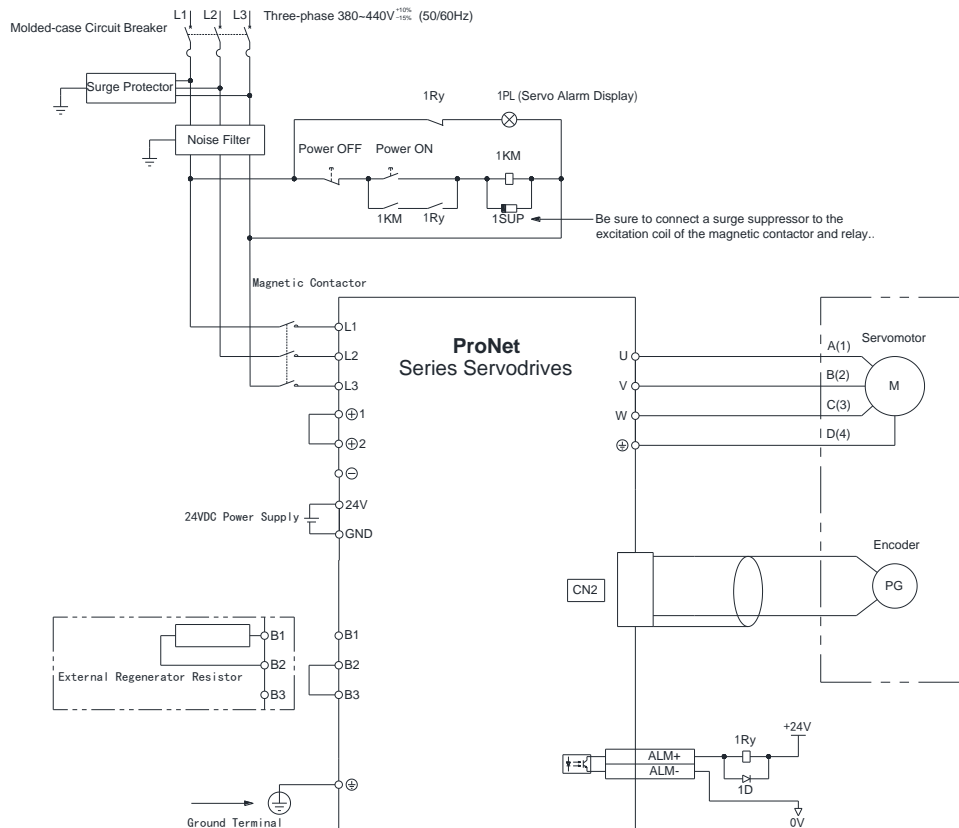 L1 L2 L3 Three-phase 380~440V +10% -15% (50/60Hz)
Molded-case Circuit Breaker
Surge Protector
1Ry 1PL (Servo Alarm Display)
Noise Filter
Power OFF Power ON 1KM
1KM 1Ry 1SUP
Be sure to connect a surge suppressor to the
excitation coil of the magnetic contactor and relay..
Magnetic Contactor
L1
L2
L3
1
2
24V
GND
24VDC Power Supply
ProNet
Series Servodrives
U
V
W
A(1)
B(2)
C(3)
D(4)
Servomotor
M
Encoder
PG
CN2
B1
B2
B3
External Regenerator Resistor
B1
B2
B3
ALM+
ALM-
1Ry
1D
+24V
0V
Ground Terminal